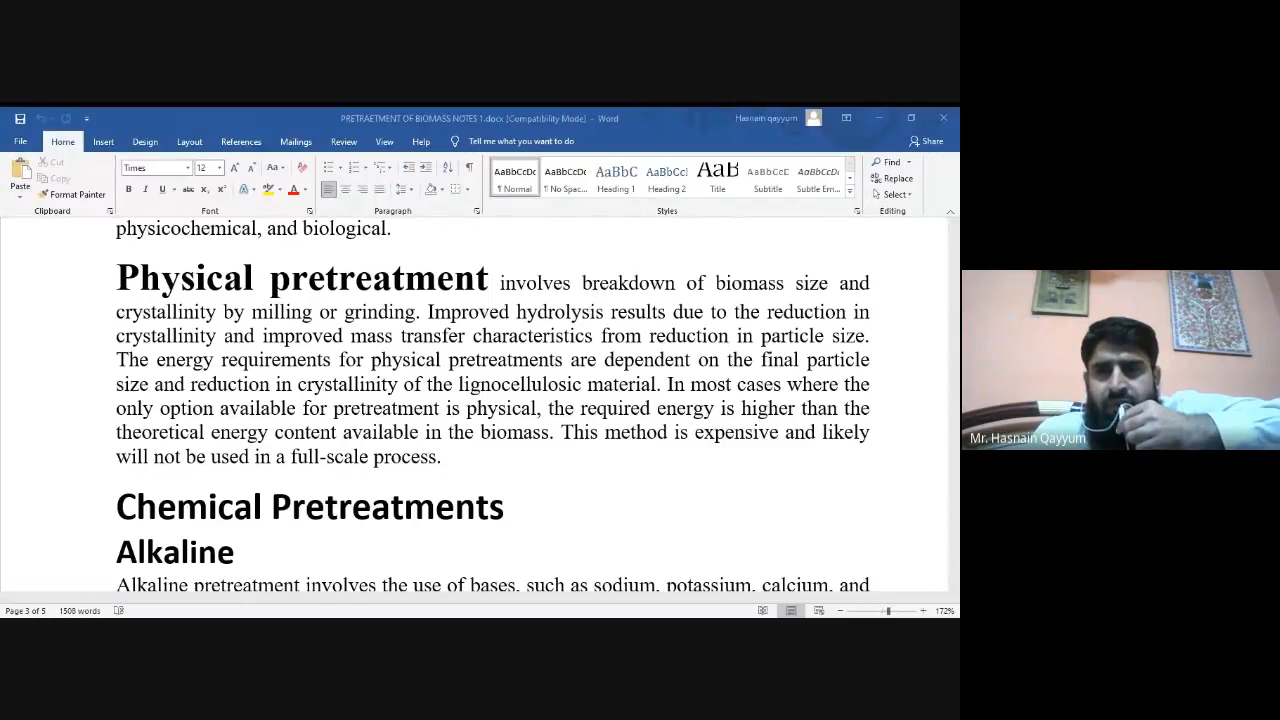 PRETRAETMENT OF BIOMASS NOTES 1.docx [Compatibility Mode] - Word
Hasnain qayyum
File Home Insert Design Layout References Mailings Review View Help Tell me what you want to do Share
Paste
Cut
Copy
Format Painter
Clipboard
Times 12
Font
Paragraph
AaBbCcDc AaBbCcDc AaBbC AaBbCcI AaB AaBbCcD AaBbCcDc
¶ Normal ¶ No Spac... Heading 1 Heading 2 Title Subtitle Subtle Em...
Styles
Find
Replace
Select
Editing
physicochemical, and biological.
Physical pretreatment involves breakdown of biomass size and
crystallinity by milling or grinding. Improved hydrolysis results due to the reduction in
crystallinity and improved mass transfer characteristics from reduction in particle size.
The energy requirements for physical pretreatments are dependent on the final particle
size and reduction in crystallinity of the lignocellulosic material. In most cases where the
only option available for pretreatment is physical, the required energy is higher than the
theoretical energy content available in the biomass. This method is expensive and likely
will not be used in a full-scale process.
Chemical Pretreatments
Alkaline
Alkaline pretreatment involves the use of bases, such as sodium, potassium, calcium, and
Page 3 of 5 1508 words 172%
Mr. Hasnain Qayyum